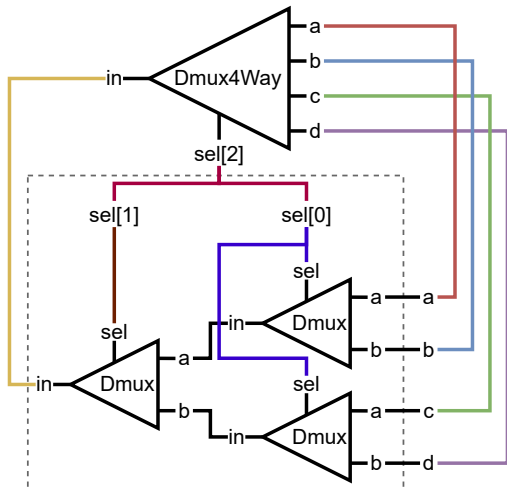 a
in Dmux4Way b
c
d
sel[2]
sel[1] sel[0]
sel
in Dmux a a
b b
sel
in Dmux a
b
sel
in Dmux a c
b d